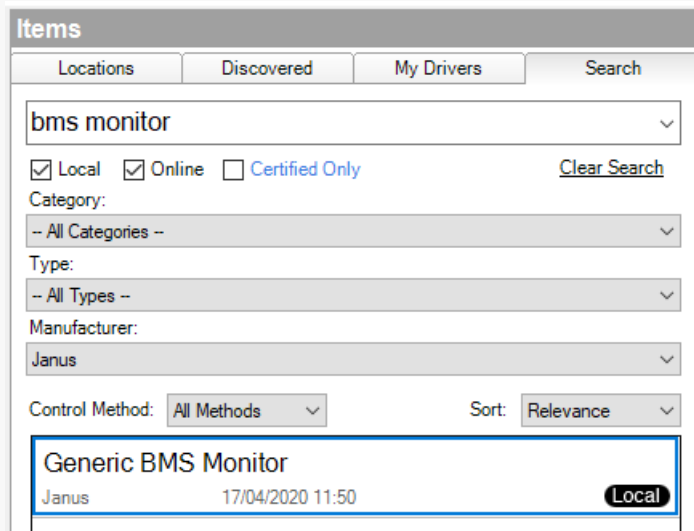 Items
Locations Discovered My Drivers Search
bms monitor
Local Online Certified Only Clear Search
Category:
-- All Categories --
Type:
-- All Types --
Manufacturer:
Janus
Control Method: All Methods Sort: Relevance
Generic BMS Monitor
Janus 17/04/2020 11:50 Local